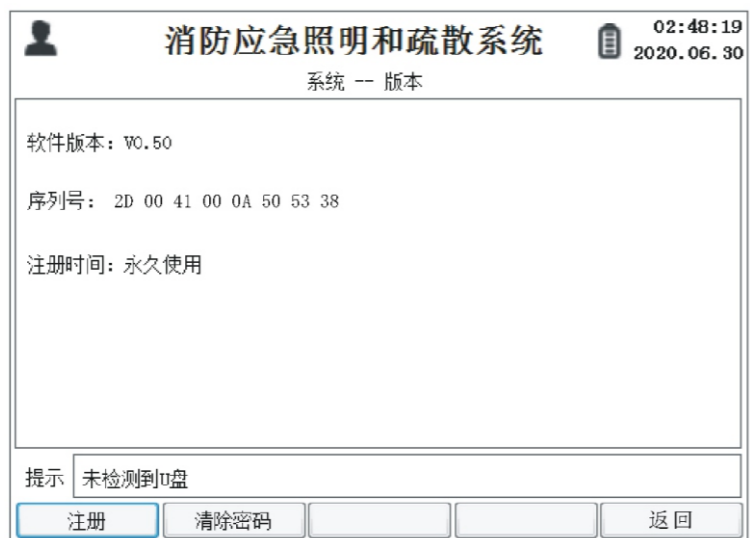 消防应急照明和疏散系统
02:48:19
2020.06.30
系统 -- 版本
软件版本: V0.50
序列号: 2D 00 41 00 0A 50 53 38
注册时间: 永久使用
提示 未检测到U盘
注册 清除密码 返回